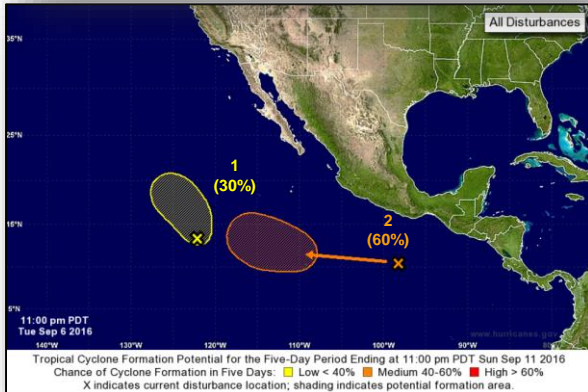 All Disturbances
35°N
25°N
1
(30%)
2
(60%)
15°N
5°N
11:00 pm PDT
Tue Sep 6 2016
www.hurricanes.gov
140°W
130°W
120°W
110°W
100°W
90°W
80°W
Tropical Cyclone Formation Potential for the Five-Day Period Ending at 11:00 pm PDT Sun Sep 11 2016
Chance of Cyclone Formation in Five Days: Low < 40% Medium 40-60% High > 60%
X indicates current disturbance location; shading indicates potential formation area.